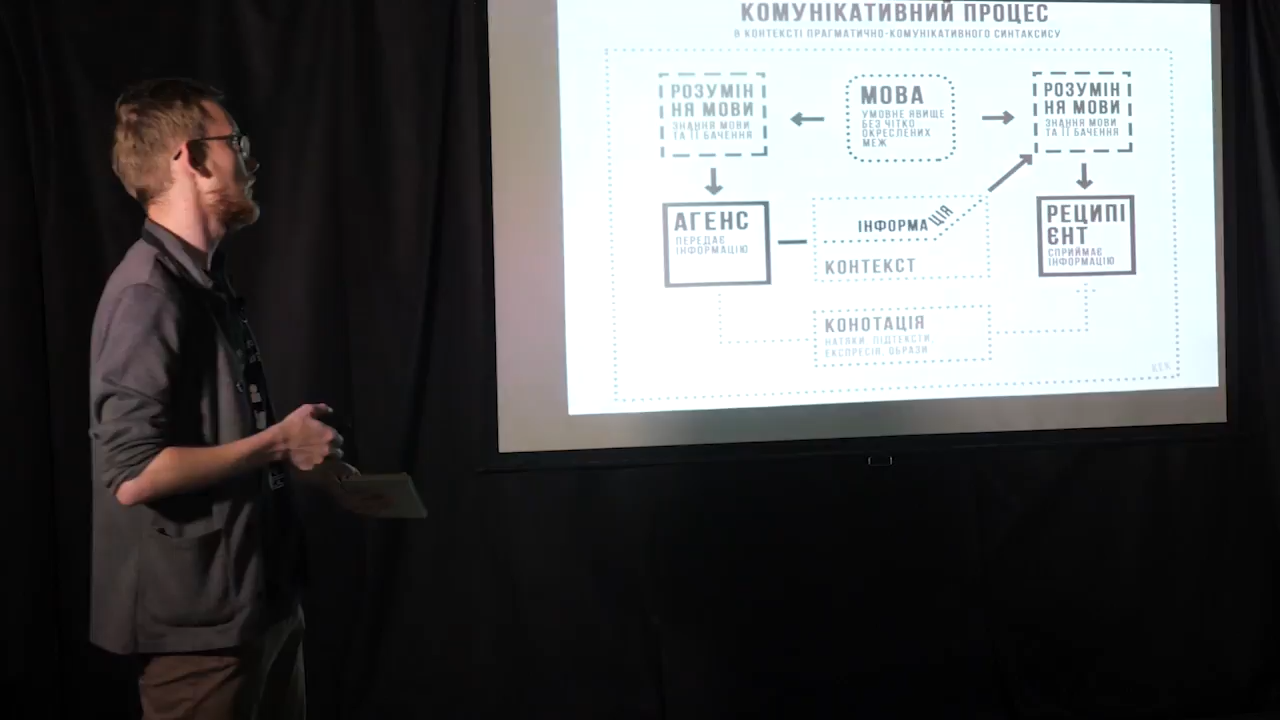 КОМУНІКАТИВНИЙ ПРОЦЕС
В КОНТЕКСТІ ПРАГМАТИЧНО-КОМУНІКАТИВНОГО СИНТАКСИСУ
РОЗУМІН
НЯ МОВИ
ЗНАННЯ МОВИ
ТА ЇЇ БАЧЕННЯ
МОВА
УМОВНЕ ЯВИЩЕ
БЕЗ ЧІТКО
ОКРЕСЛЕНИХ
МЕЖ
РОЗУМІН
НЯ МОВИ
ЗНАННЯ МОВИ
ТА ЇЇ БАЧЕННЯ
АГЕНС
ПЕРЕДАЄ
ІНФОРМАЦІЮ
ІНФОРМАЦІЯ
КОНТЕКСТ
РЕЦИПІ
ЄНТ
СПРИЙМАЄ
ІНФОРМАЦІЮ
КОНОТАЦІЯ
НАТЯКИ, ПІДТЕКСТИ,
ЕКСПРЕСІЯ, ОБРАЗИ